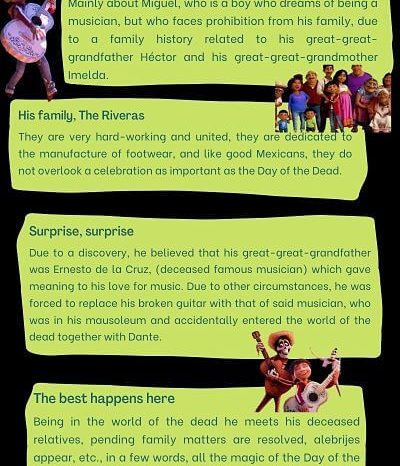 Mainly about Miguel, who is a boy who dreams of being a
musician, but who faces prohibition from his family, due
to a family history related to his great-great-
grandfather Héctor and his great-great-grandmother
Imelda.
His family, The Riveras
They are very hard-working and united, they are dedicated to
the manufacture of footwear, and like good Mexicans, they do
not overlook a celebration as important as the Day of the Dead.
Surprise, surprise
Due to a discovery, he believed that his great-great-grandfather
was Ernesto de la Cruz, (deceased famous musician) which gave
meaning to his love for music. Due to other circumstances, he was
forced to replace his broken guitar with that of said musician, who
was in his mausoleum and accidentally entered the world of the
dead together with Dante.
The best happens here
Being in the world of the dead he meets his deceased
relatives, pending family matters are resolved, alebrijes
appear, etc., in a few words, all the magic of the Day of the